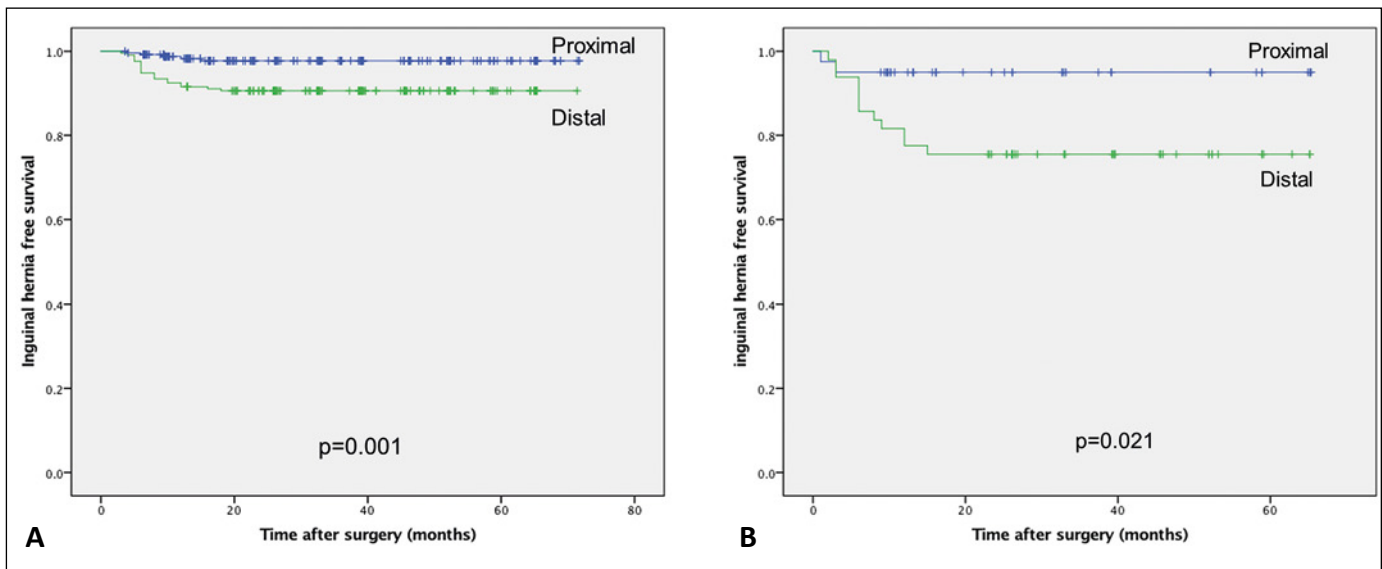 Inguinal hernia free survival
1.0
0.8
0.6
0.4
0.2
0.0
Proximal
Distal
p=0.001
0 20 40 60 80
Time after surgery (months)
A
inguinal hernia free survival
1.0
0.8
0.6
0.4
0.2
0.0
Proximal
Distal
p=0.021
0 20 40 60
Time after surgery (months)
B